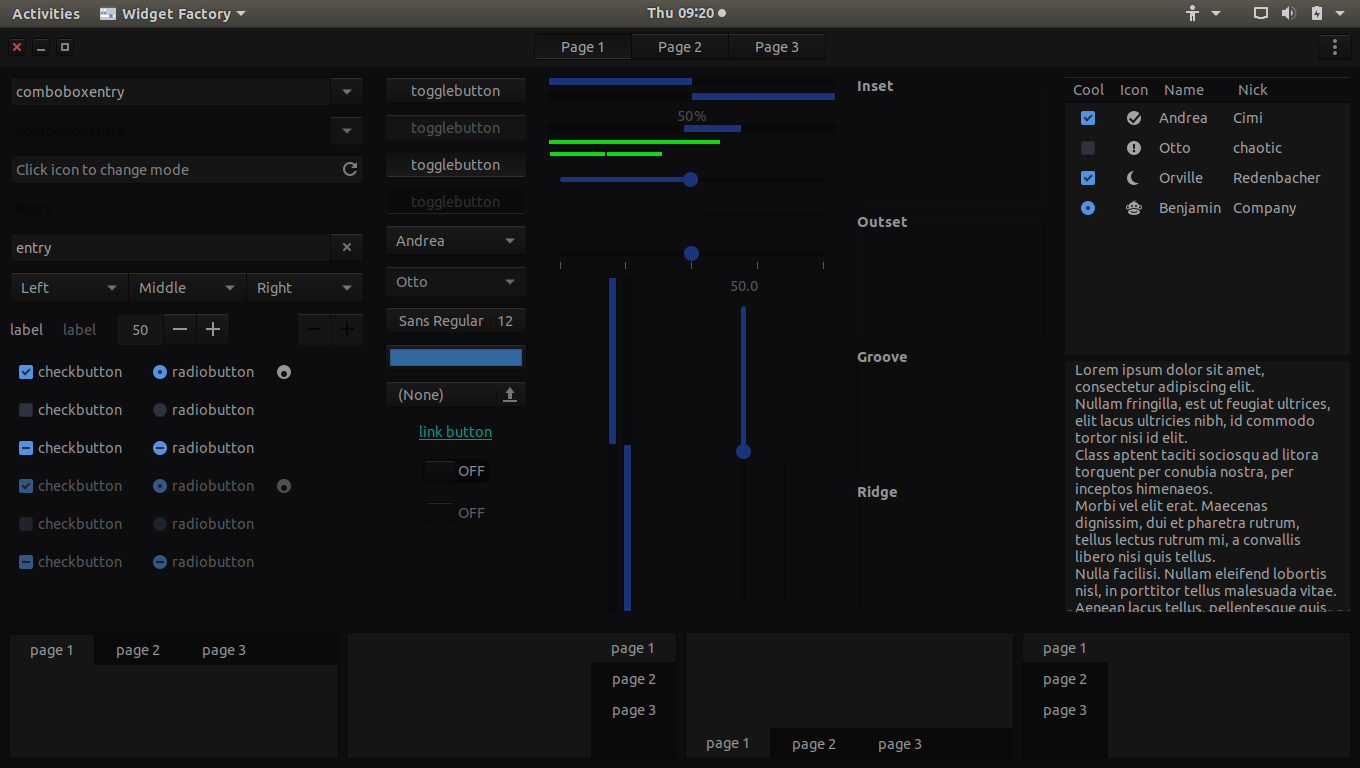 Activities Widget Factory Thu 09:20
Page 1 Page 2 Page 3
comboboxentry
comboboxentry
Click icon to change mode
entry
entry
Left Middle Right
label label 50
checkbutton radiobutton
checkbutton radiobutton
checkbutton radiobutton
checkbutton radiobutton
checkbutton radiobutton
checkbutton radiobutton
togglebutton
togglebutton
togglebutton
togglebutton
Andrea
Otto
Sans Regular 12
(None)
link button
OFF
OFF
50%
50.0
Inset
Outset
Groove
Ridge
Cool Icon Name Nick
Andrea Cimi
Otto chaotic
Orville Redenbacher
Benjamin Company
Lorem ipsum dolor sit amet,
consectetur adipiscing elit.
Nullam fringilla, est ut feugiat ultrices,
elit lacus ultricies nibh, id commodo
tortor nisi id elit.
Class aptent taciti sociosqu ad litora
torquent per conubia nostra, per
inceptos himenaeos.
Morbi vel elit erat. Maecenas
dignissim, dui et pharetra rutrum,
tellus lectus rutrum mi, a convallis
libero nisi quis tellus.
Nulla facilisi. Nullam eleifend lobortis
nisl, in porttitor tellus malesuada vitae.
Aenean lacus tellus, pellentesque quis
page 1 page 2 page 3
page 1
page 2
page 3
page 1 page 2 page 3
page 1
page 2
page 3